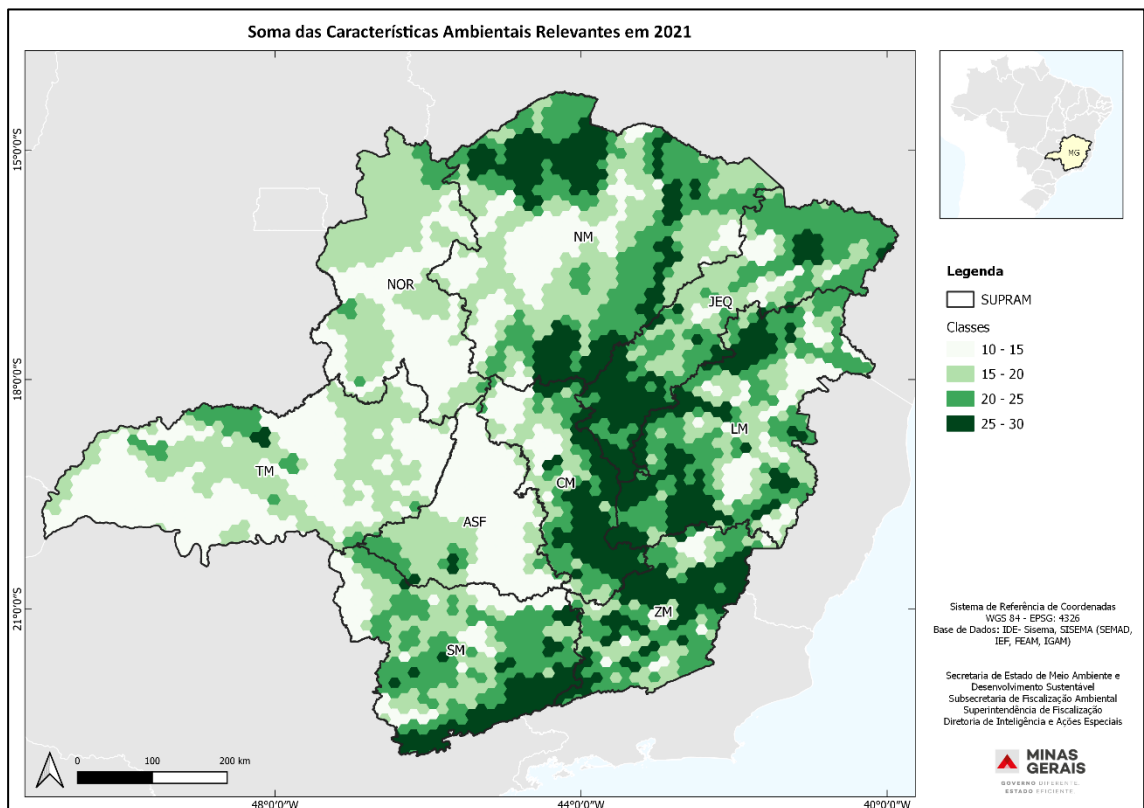 Soma das Características Ambientais Relevantes em 2021
15°0'0"S
18°0'0"S
21°0'0"S
48°0'0"W
44°0'0"W
40°0'0"W
NM
NOR
JEQ
LM
TM
CM
ASF
ZM
SM
0
100
200 km
MG
Legenda
SUPRAM
Classes
10 - 15
15 - 20
20 - 25
25 - 30
Sistema de Referência de Coordenadas
WGS 84 - EPSG: 4326
Base de Dados: IDE- Sisema, SISEMA (SEMAD,
IEF, FEAM, IGAM)
Secretaria de Estado de Meio Ambiente e
Desenvolvimento Sustentável
Subsecretaria de Fiscalização Ambiental
Superintendência de Fiscalização
Diretoria de Inteligência e Ações Especiais
MINAS
GERAIS
GOVERNO DIFERENTE.
ESTADO EFICIENTE.